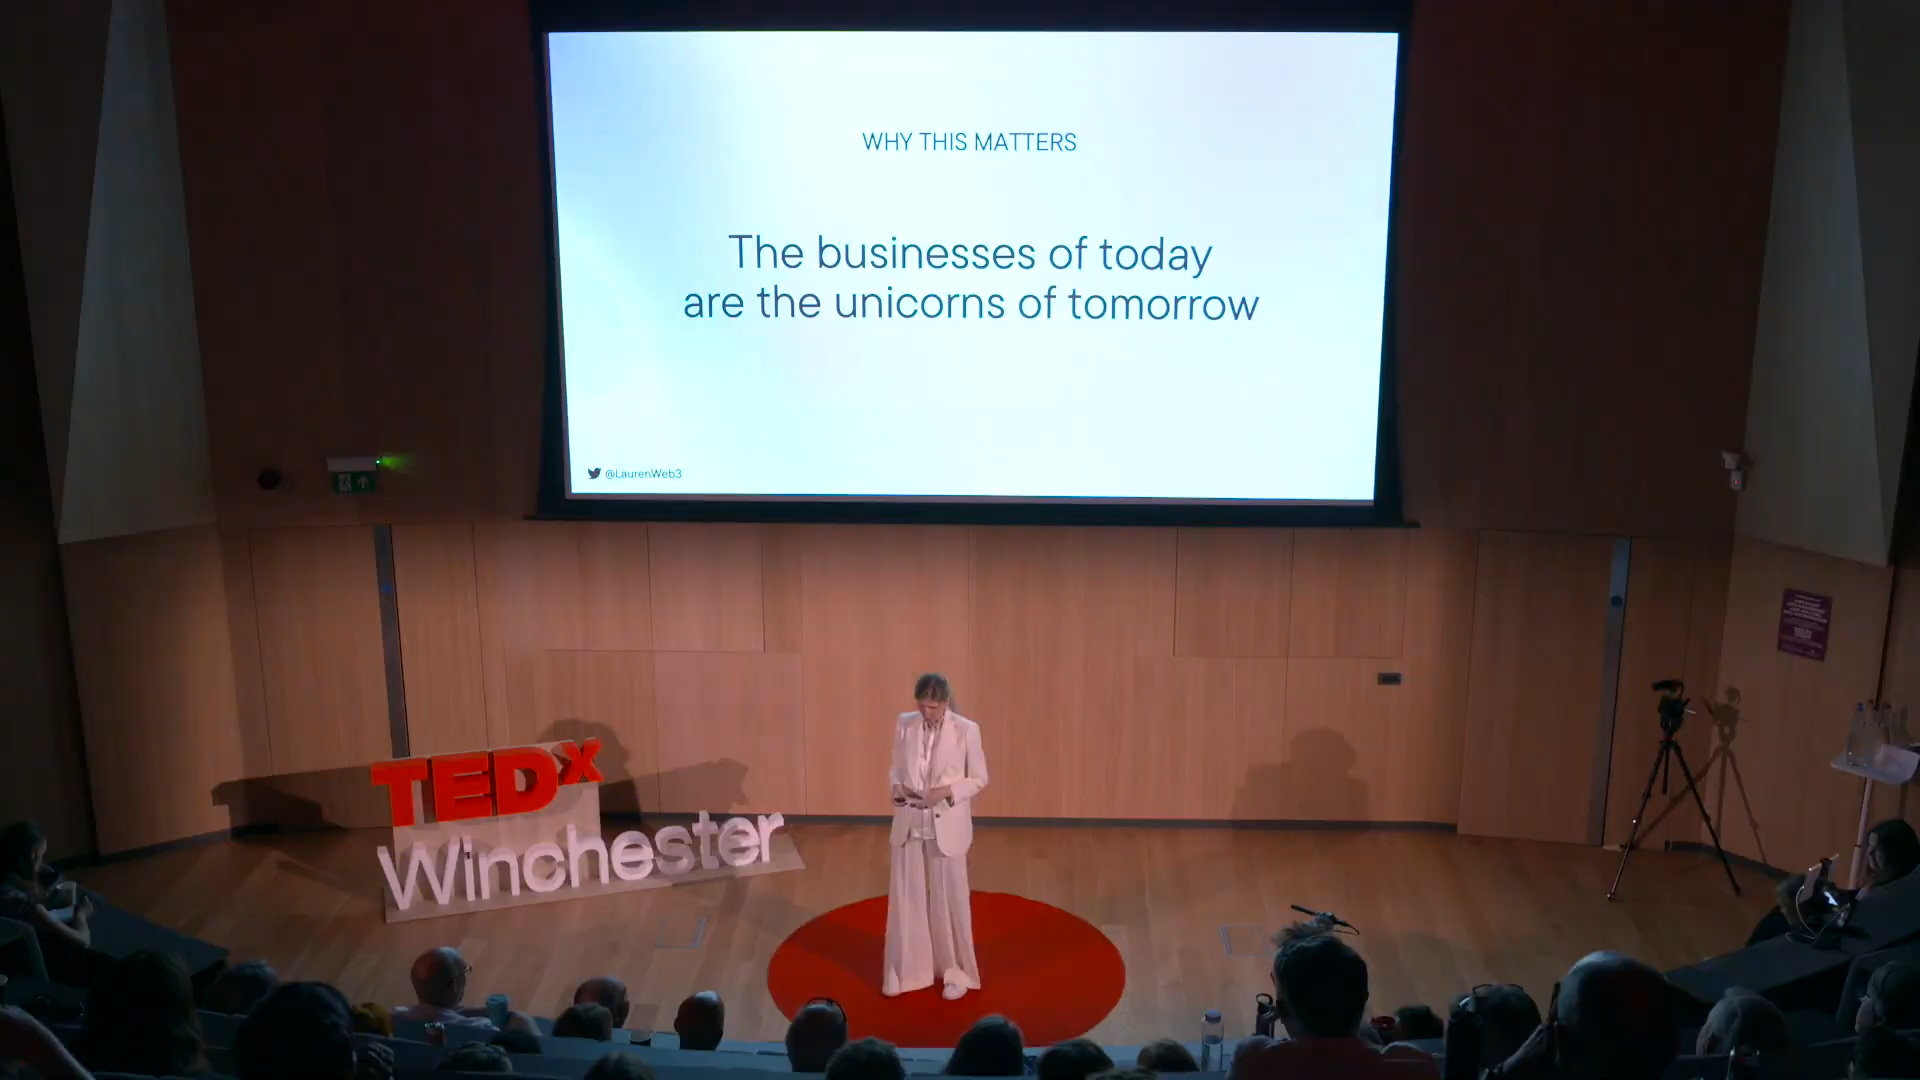 WHY THIS MATTERS
The businesses of today
are the unicorns of tomorrow
@LaurenWeb3
TEDx
Winchester